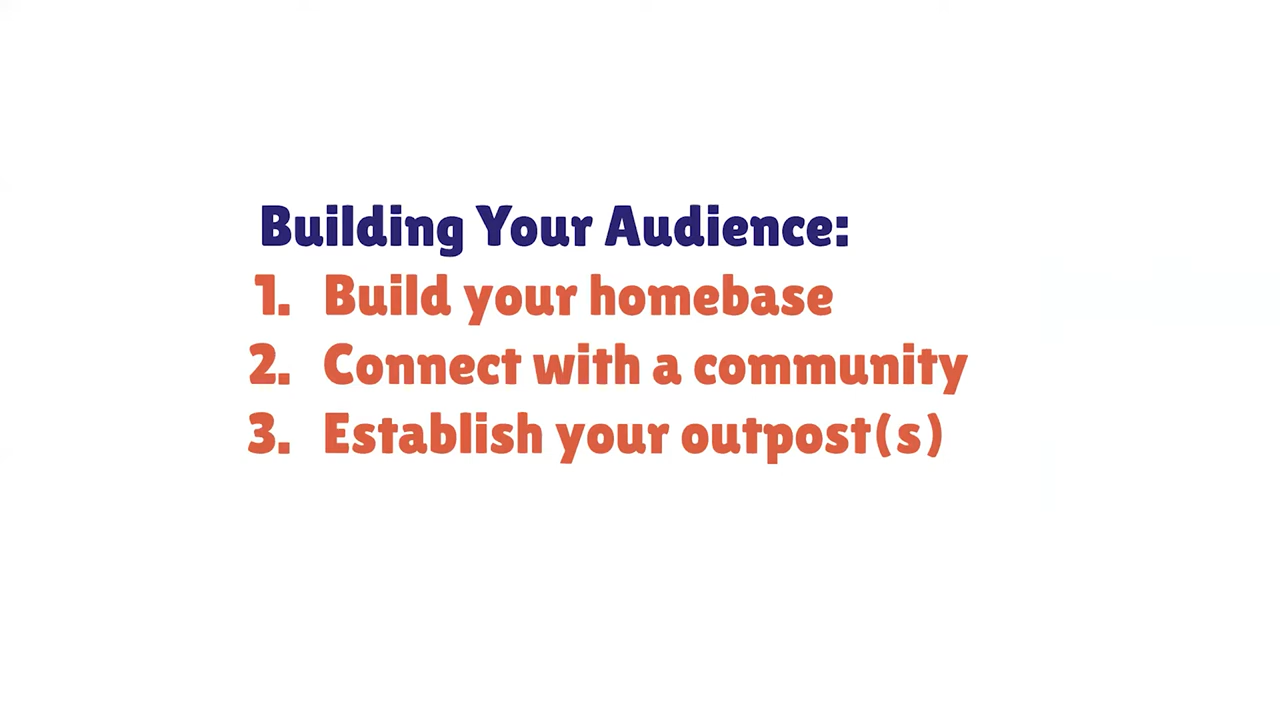 Building Your Audience:
1. Build your homebase
2. Connect with a community
3. Establish your outpost(s)